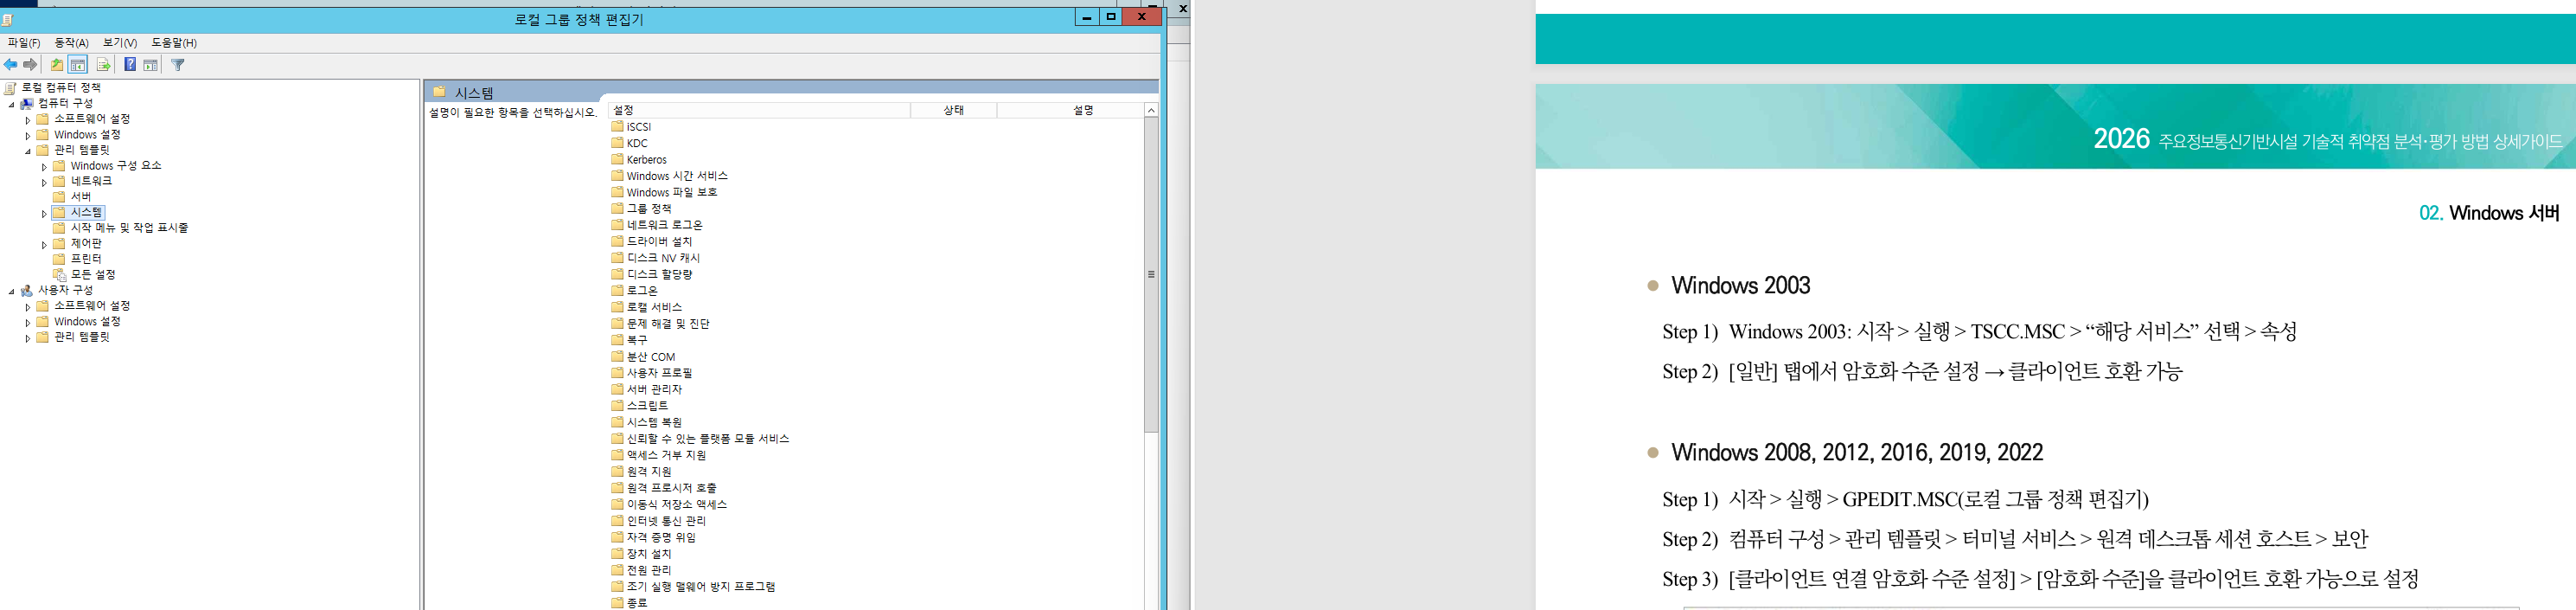 로컬 그룹 정책 편집기
파일(F) 동작(A) 보기(V) 도움말(H)
로컬 컴퓨터 정책
컴퓨터 구성
소프트웨어 설정
Windows 설정
관리 템플릿
Windows 구성 요소
네트워크
서버
시스템
시작 메뉴 및 작업 표시줄
제어판
프린터
모든 설정
사용자 구성
소프트웨어 설정
Windows 설정
관리 템플릿
시스템
설명이 필요한 항목을 선택하십시오.
설정 상태 설명
iSCSI
KDC
Kerberos
Windows 시간 서비스
Windows 파일 보호
그룹 정책
네트워크 로그온
드라이버 설치
디스크 NV 캐시
디스크 할당량
로그온
로캘 서비스
문제 해결 및 진단
복구
분산 COM
사용자 프로필
서버 관리자
스크립트
시스템 복원
신뢰할 수 있는 플랫폼 모듈 서비스
액세스 거부 지원
원격 지원
원격 프로시저 호출
이동식 저장소 액세스
인터넷 통신 관리
자격 증명 위임
장치 설치
전원 관리
조기 실행 맬웨어 방지 프로그램
종료
2026 주요정보통신기반시설 기술적 취약점 분석·평가 방법 상세가이드
02. Windows 서버
● Windows 2003
Step 1) Windows 2003: 시작 > 실행 > TSCC.MSC > “해당 서비스” 선택 > 속성
Step 2) [일반] 탭에서 암호화 수준 설정 → 클라이언트 호환 가능
● Windows 2008, 2012, 2016, 2019, 2022
Step 1) 시작 > 실행 > GPEDIT.MSC(로컬 그룹 정책 편집기)
Step 2) 컴퓨터 구성 > 관리 템플릿 > 터미널 서비스 > 원격 데스크톱 세션 호스트 > 보안
Step 3) [클라이언트 연결 암호화 수준 설정] > [암호화 수준]을 클라이언트 호환 가능으로 설정